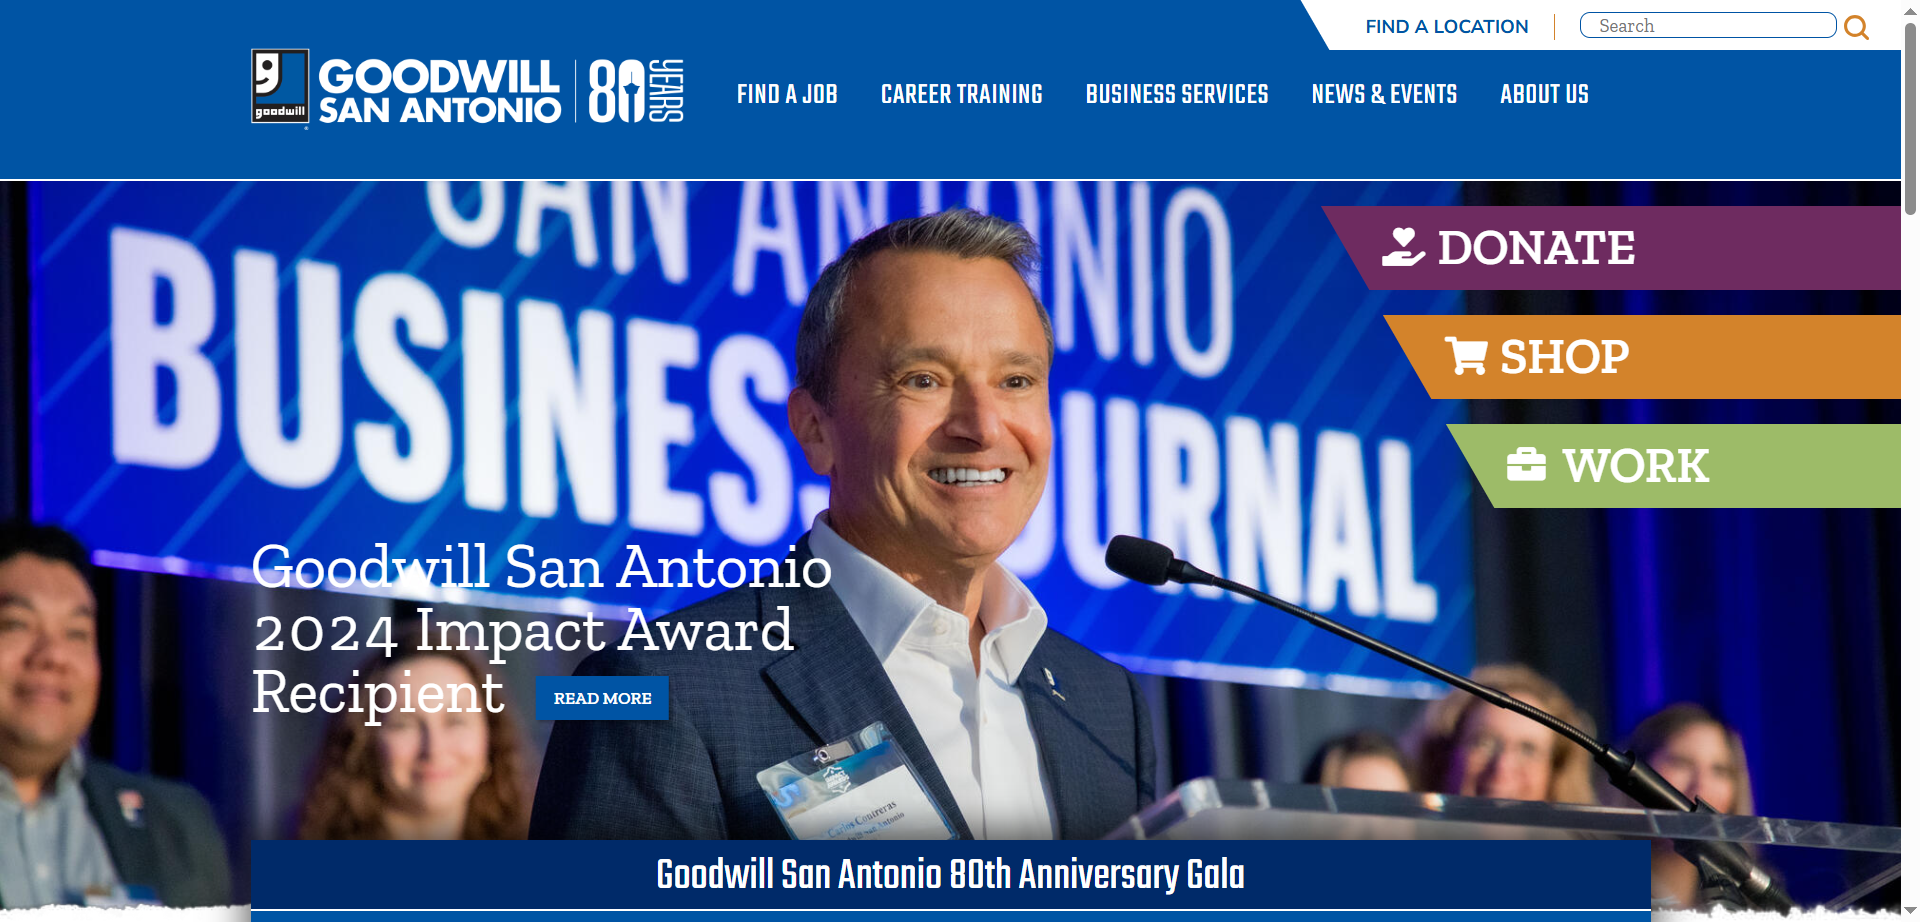 FIND A LOCATION
Search
goodwill
GOODWILL
SAN ANTONIO
80 YEARS
FIND A JOB
CAREER TRAINING
BUSINESS SERVICES
NEWS & EVENTS
ABOUT US
SAN ANTONIO
BUSINESS JOURNAL
DONATE
SHOP
WORK
Goodwill San Antonio
2024 Impact Award
Recipient
READ MORE
Carlos Contreras
Goodwill San Antonio 80th Anniversary Gala